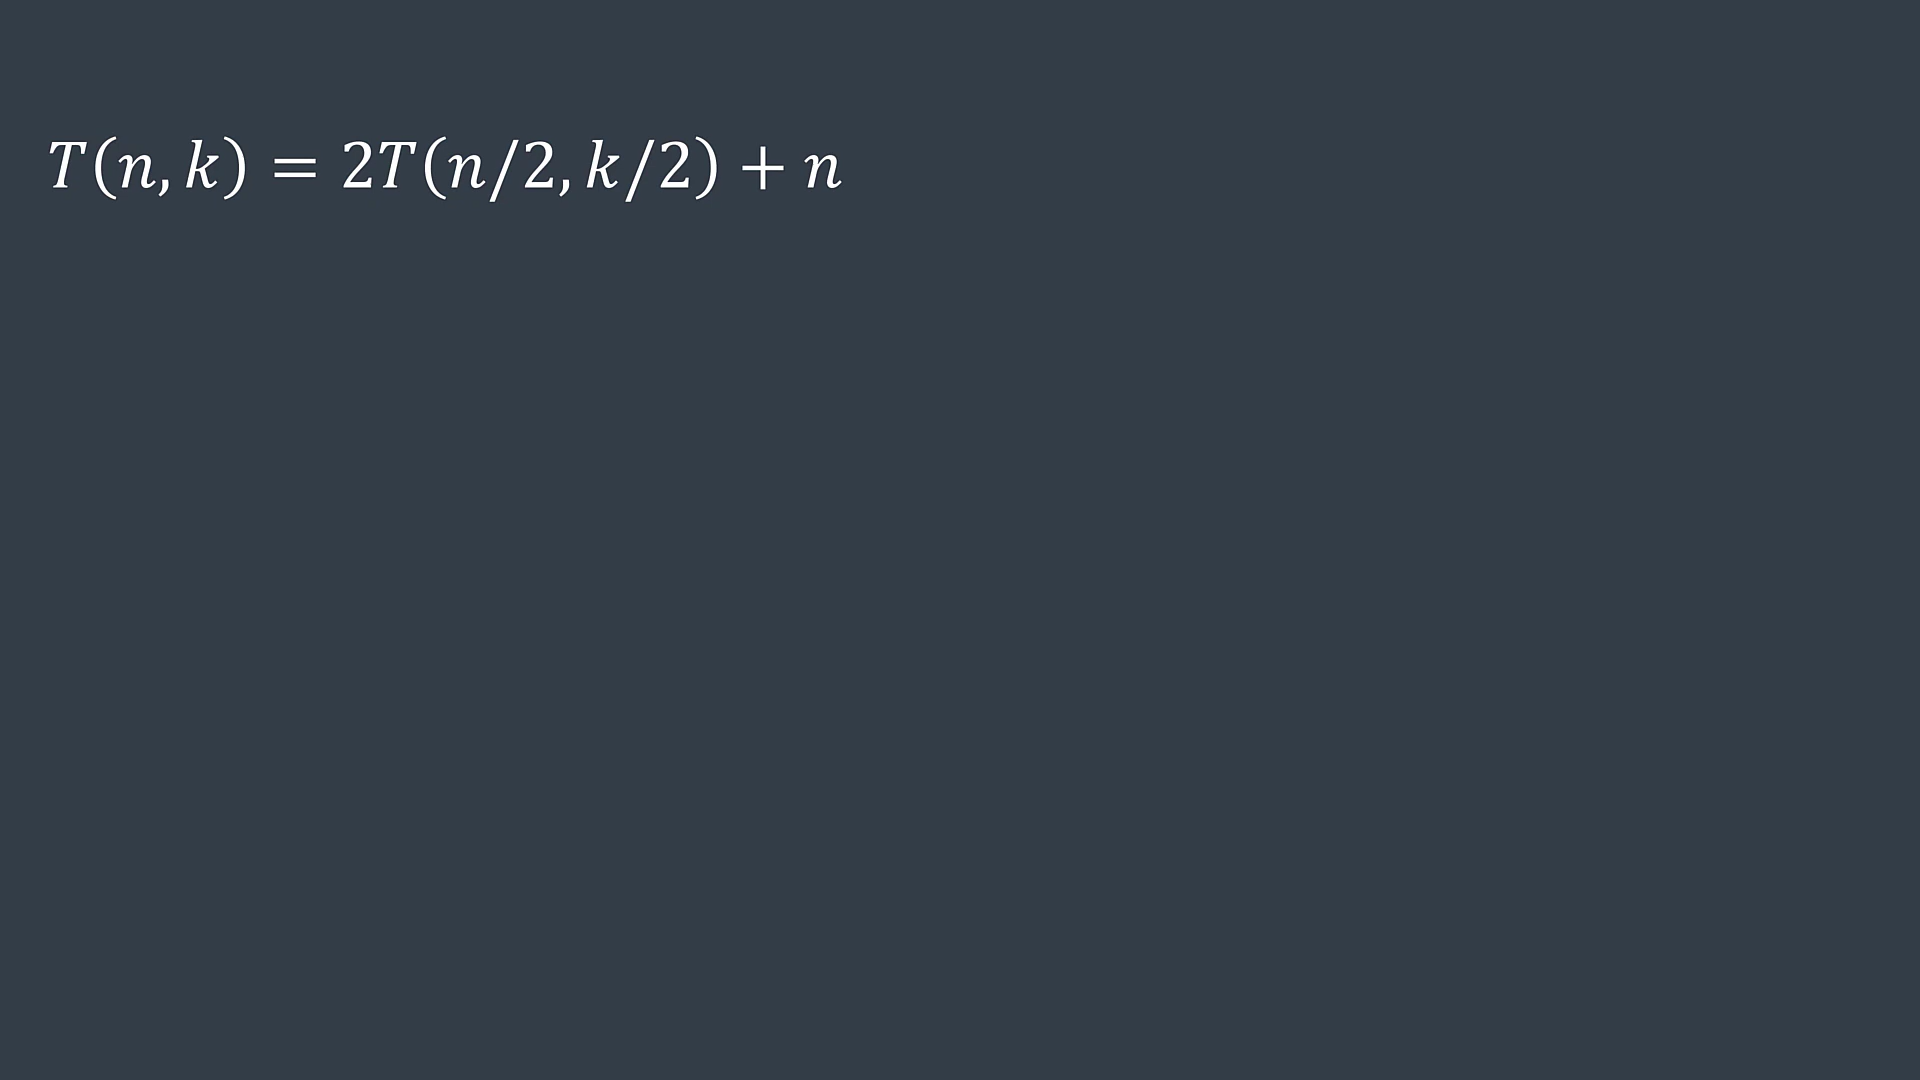 T(n, k) = 2T(n/2, k/2) + n